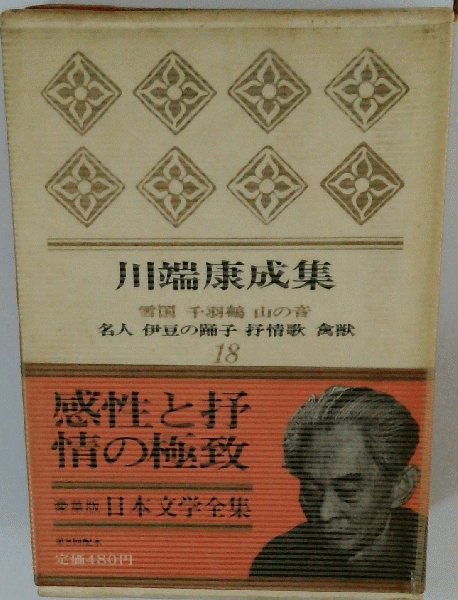 川端康成集
雪国 千羽鶴 山の音
名人 伊豆の踊子 抒情歌 禽獣
18
感性と抒
情の極致
豪華版 日本文学全集
定価480円